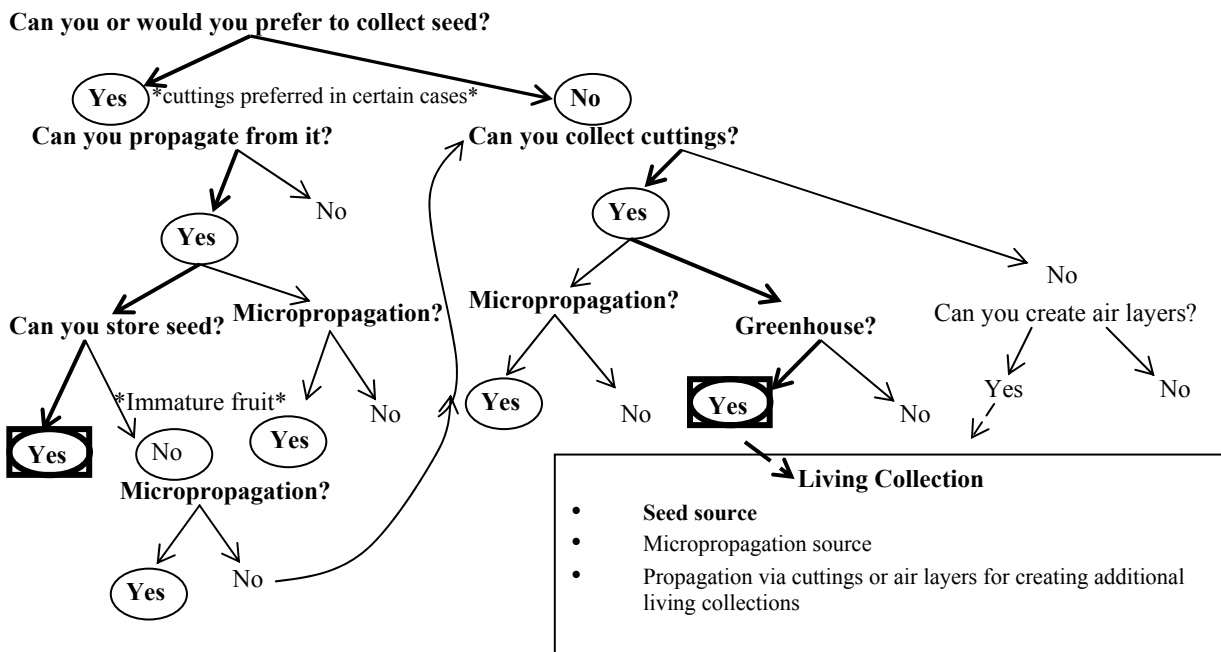 Can you or would you prefer to collect seed?
Yes *cuttings preferred in certain cases* No
Can you propagate from it? Can you collect cuttings?
No
Yes
Yes
No
Can you store seed? Micropropagation? Micropropagation? Greenhouse? Can you create air layers?
*Immature fruit* No Yes No Yes No Yes No
Yes No Yes
Micropropagation?
Yes No
Living Collection
• Seed source
• Micropropagation source
• Propagation via cuttings or air layers for creating additional
living collections